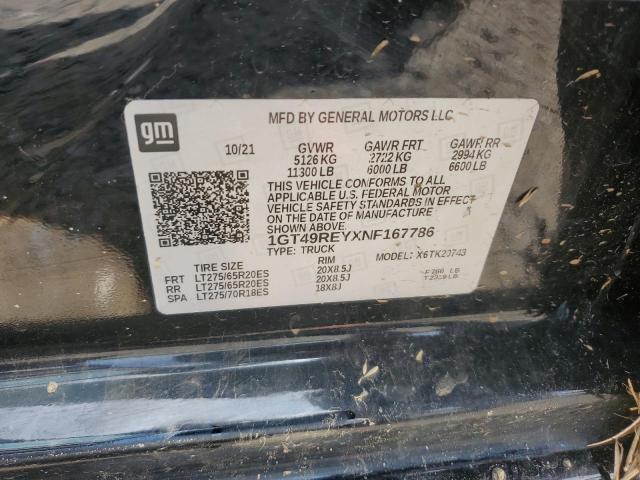 gm
MFD BY GENERAL MOTORS LLC
10/21 GVWR GAWR FRT GAWR RR
5126 KG 2722 KG 2994 KG
11300 LB 6000 LB 6600 LB
THIS VEHICLE CONFORMS TO ALL
APPLICABLE U.S. FEDERAL MOTOR
VEHICLE SAFETY STANDARDS IN EFFECT
ON THE DATE OF MANUFACTURE
SHOWN ABOVE.
1GT49REYXNF167786
TYPE: TRUCK MODEL:
TIRE SIZE RIM
FRT LT275/65R20ES 20X8.5J
RR LT275/65R20ES 20X8.5J
SPA LT275/70R18ES 18X8J
LB
LB